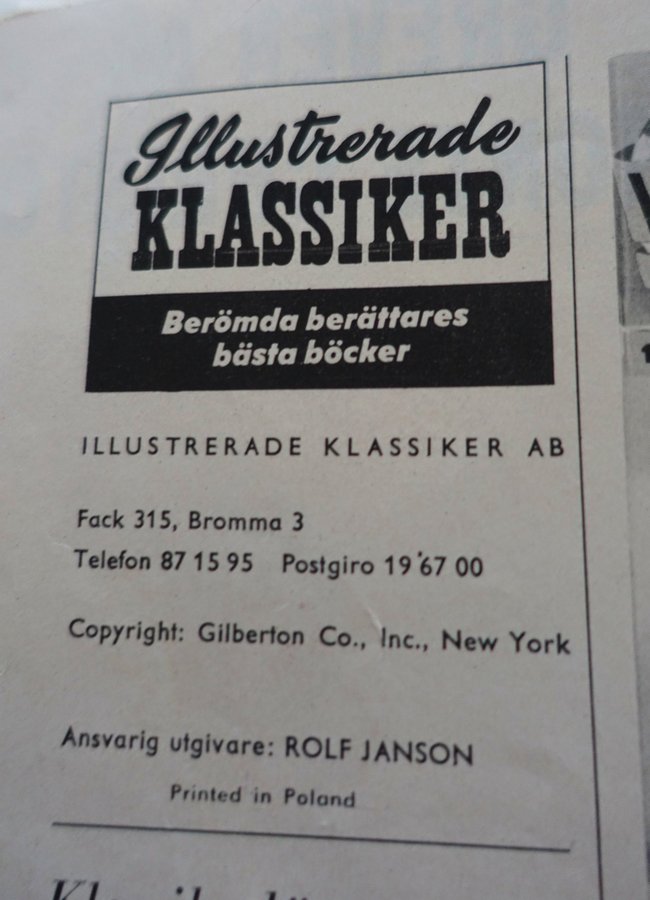 Illustrerade
KLASSIKER
Berömda berättares
bästa böcker
ILLUSTRERADE KLASSIKER AB
Fack 315, Bromma 3
Telefon 87 15 95 Postgiro 19 67 00
Copyright: Gilberton Co., Inc., New York
Ansvarig utgivare: ROLF JANSON
Printed in Poland